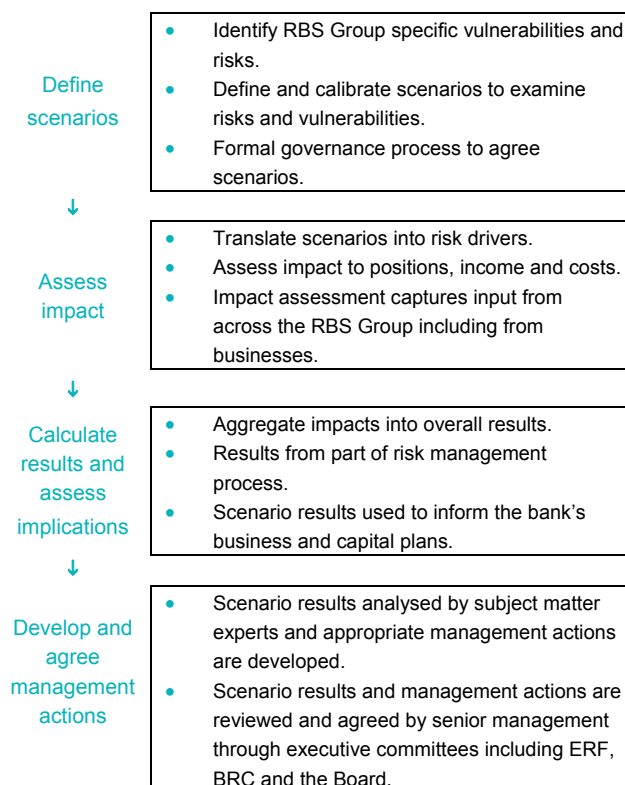 Define
scenarios
• Identify RBS Group specific vulnerabilities and
risks.
• Define and calibrate scenarios to examine
risks and vulnerabilities.
• Formal governance process to agree
scenarios.
↓
Assess
impact
• Translate scenarios into risk drivers.
• Assess impact to positions, income and costs.
• Impact assessment captures input from
across the RBS Group including from
businesses.
↓
Calculate
results and
assess
implications
• Aggregate impacts into overall results.
• Results from part of risk management
process.
• Scenario results used to inform the bank’s
business and capital plans.
↓
Develop and
agree
management
actions
• Scenario results analysed by subject matter
experts and appropriate management actions
are developed.
• Scenario results and management actions are
reviewed and agreed by senior management
through executive committees including ERF,
BRC and the Board.